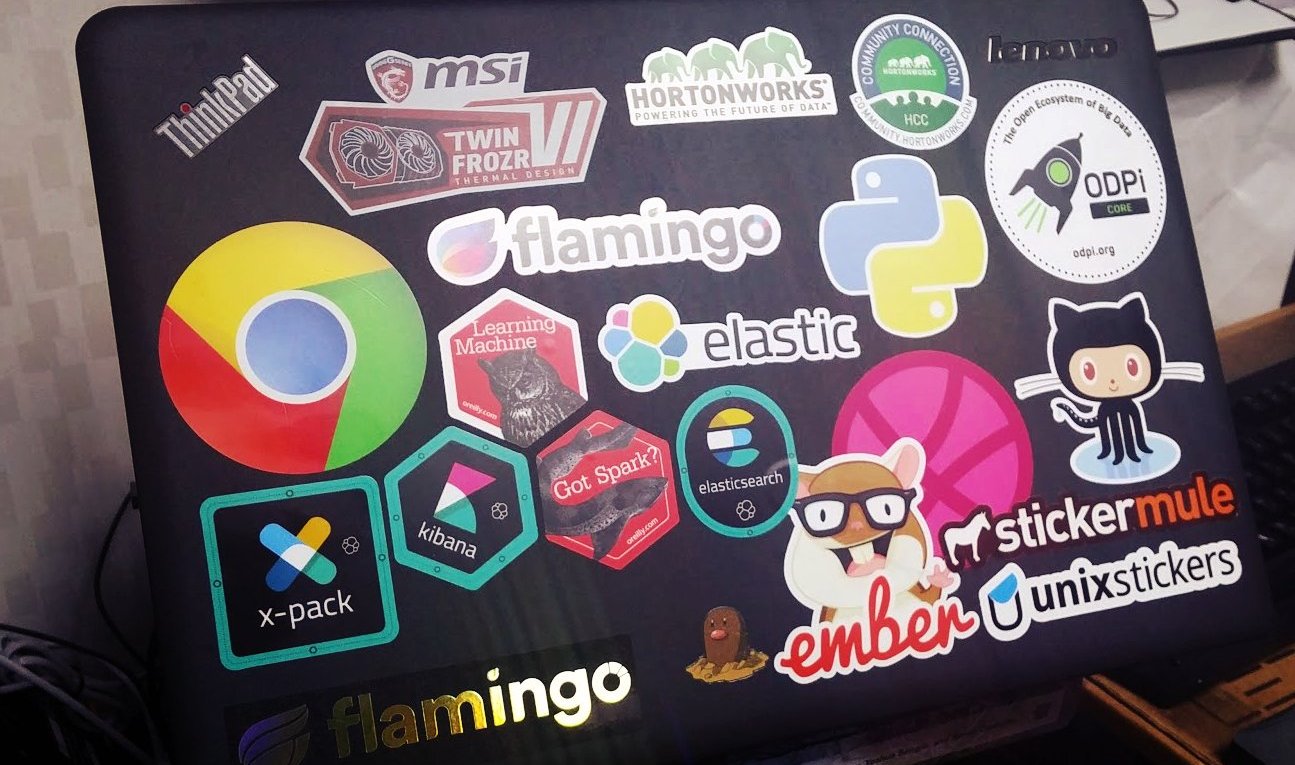 ThinkPad
msi
TWIN
FROZR VI
THERMAL DESIGN
HORTONWORKS
POWERING THE FUTURE OF DATA
COMMUNITY CONNECTION
HORTONWORKS
HCC
COMMUNITY.HORTONWORKS.COM
lenovo
The Open Ecosystem of Big Data
ODPi
CORE
odpi.org
flamingo
Learning
Machine
oreilly.com
elastic
x-pack
kibana
Got Spark?
oreilly.com
elasticsearch
stickermule
unixstickers
ember
flamingo